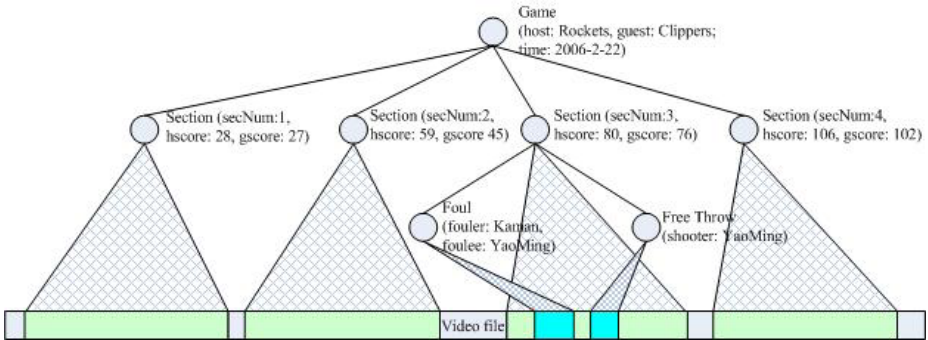 Game
(host: Rockets, guest: Clippers;
time: 2006-2-22)
Section (secNum:1,
hscore: 28, gscore: 27)
Section (secNum:2,
hscore: 59, gscore 45)
Section (secNum:3,
hscore: 80, gscore: 76)
Section (secNum:4,
hscore: 106, gscore: 102)
Foul
(fouler: Kaman,
foulee: YaoMing)
Free Throw
(shooter: YaoMing)
Video file